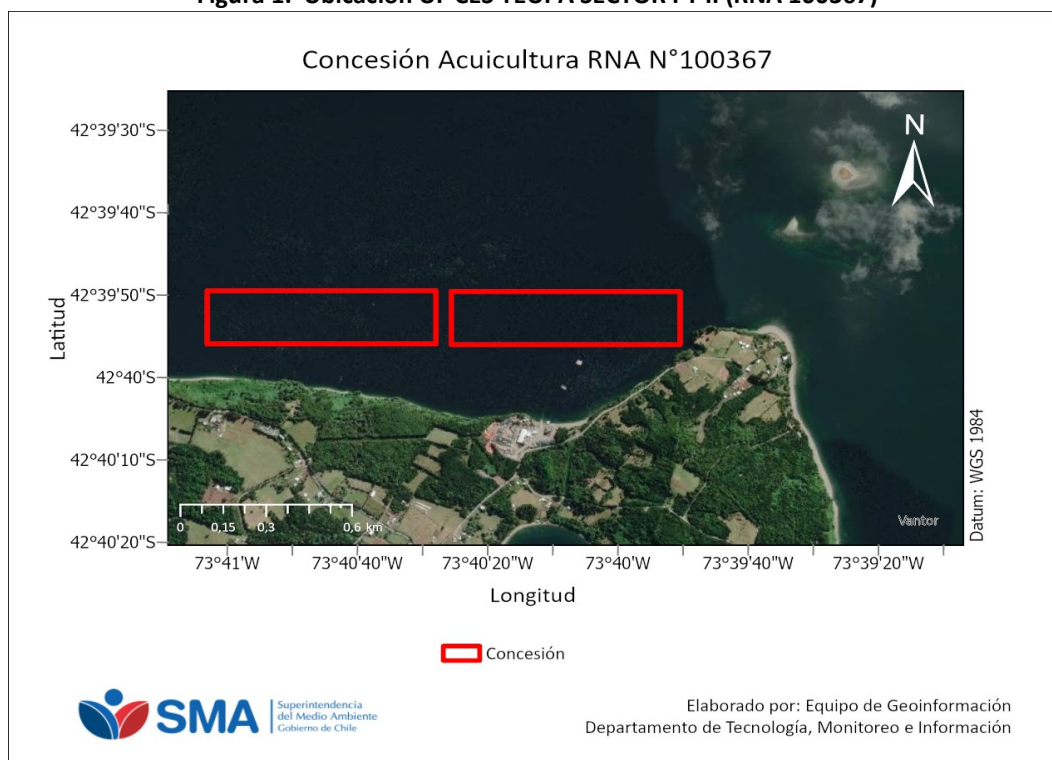 Figura 1. Ubicación UF CES TEUPA SECTOR I Y II (RNA 100367)
Concesión Acuicultura RNA N°100367
N
42°39'30"S
42°39'40"S
42°39'50"S
42°40'S
42°40'10"S
42°40'20"S
Latitud
Datum: WGS 1984
0 0,15 0,3 0,6 km
Vantor
73°41'W 73°40'40"W 73°40'20"W 73°40'W 73°39'40"W 73°39'20"W
Longitud
Concesión
SMA
Superintendencia
del Medio Ambiente
Gobierno de Chile
Elaborado por: Equipo de Geoinformación
Departamento de Tecnología, Monitoreo e Información